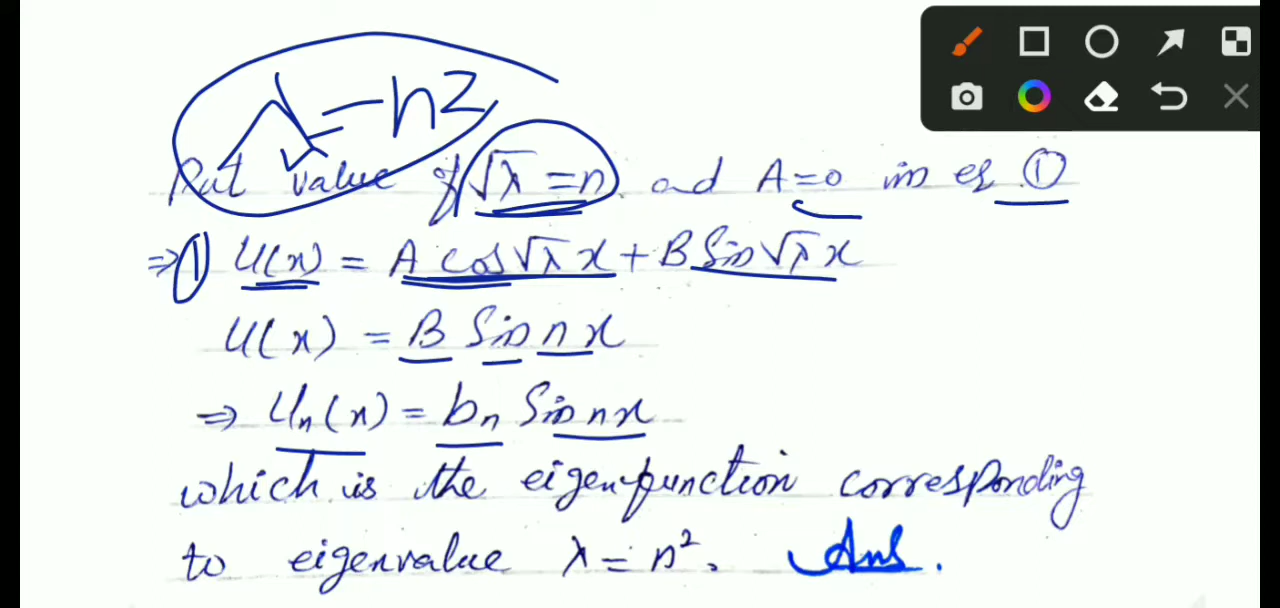 λ = n2
Put value of √λ = n. and A=0 in eq ①
⇒ ① U(x) = A cos√λ x + B Sin√λ x
U(x) = B Sin n x
⇒ Un(x) = bn Sin nx
which is the eigenfunction corresponding
to eigenvalue λ = n². Ans.